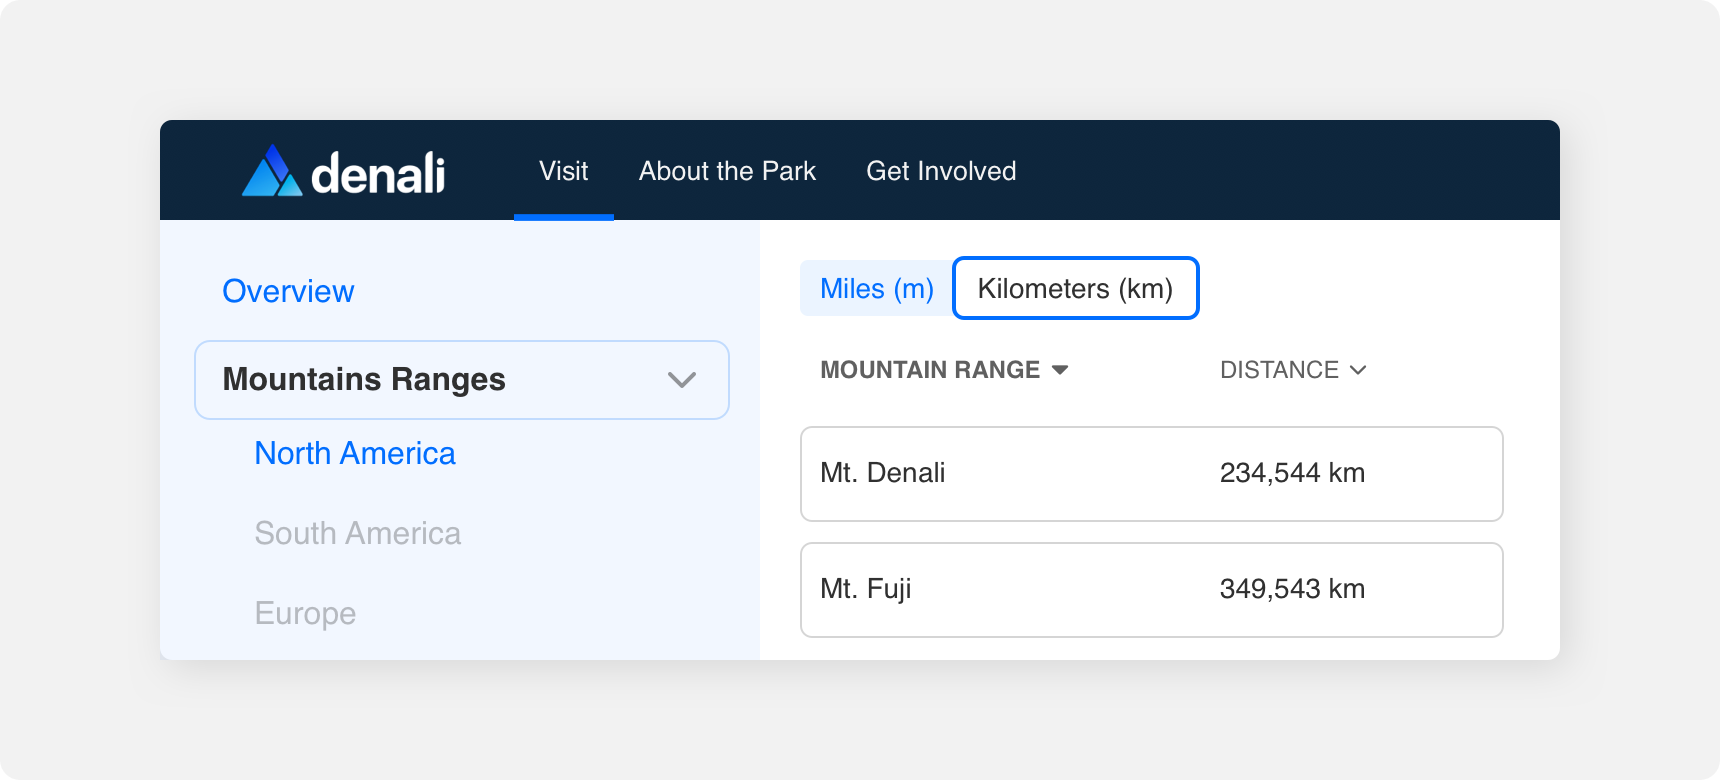 denali Visit About the Park Get Involved
Overview
Mountains Ranges
North America
South America
Europe
Miles (m) Kilometers (km)
MOUNTAIN RANGE DISTANCE
Mt. Denali 234,544 km
Mt. Fuji 349,543 km